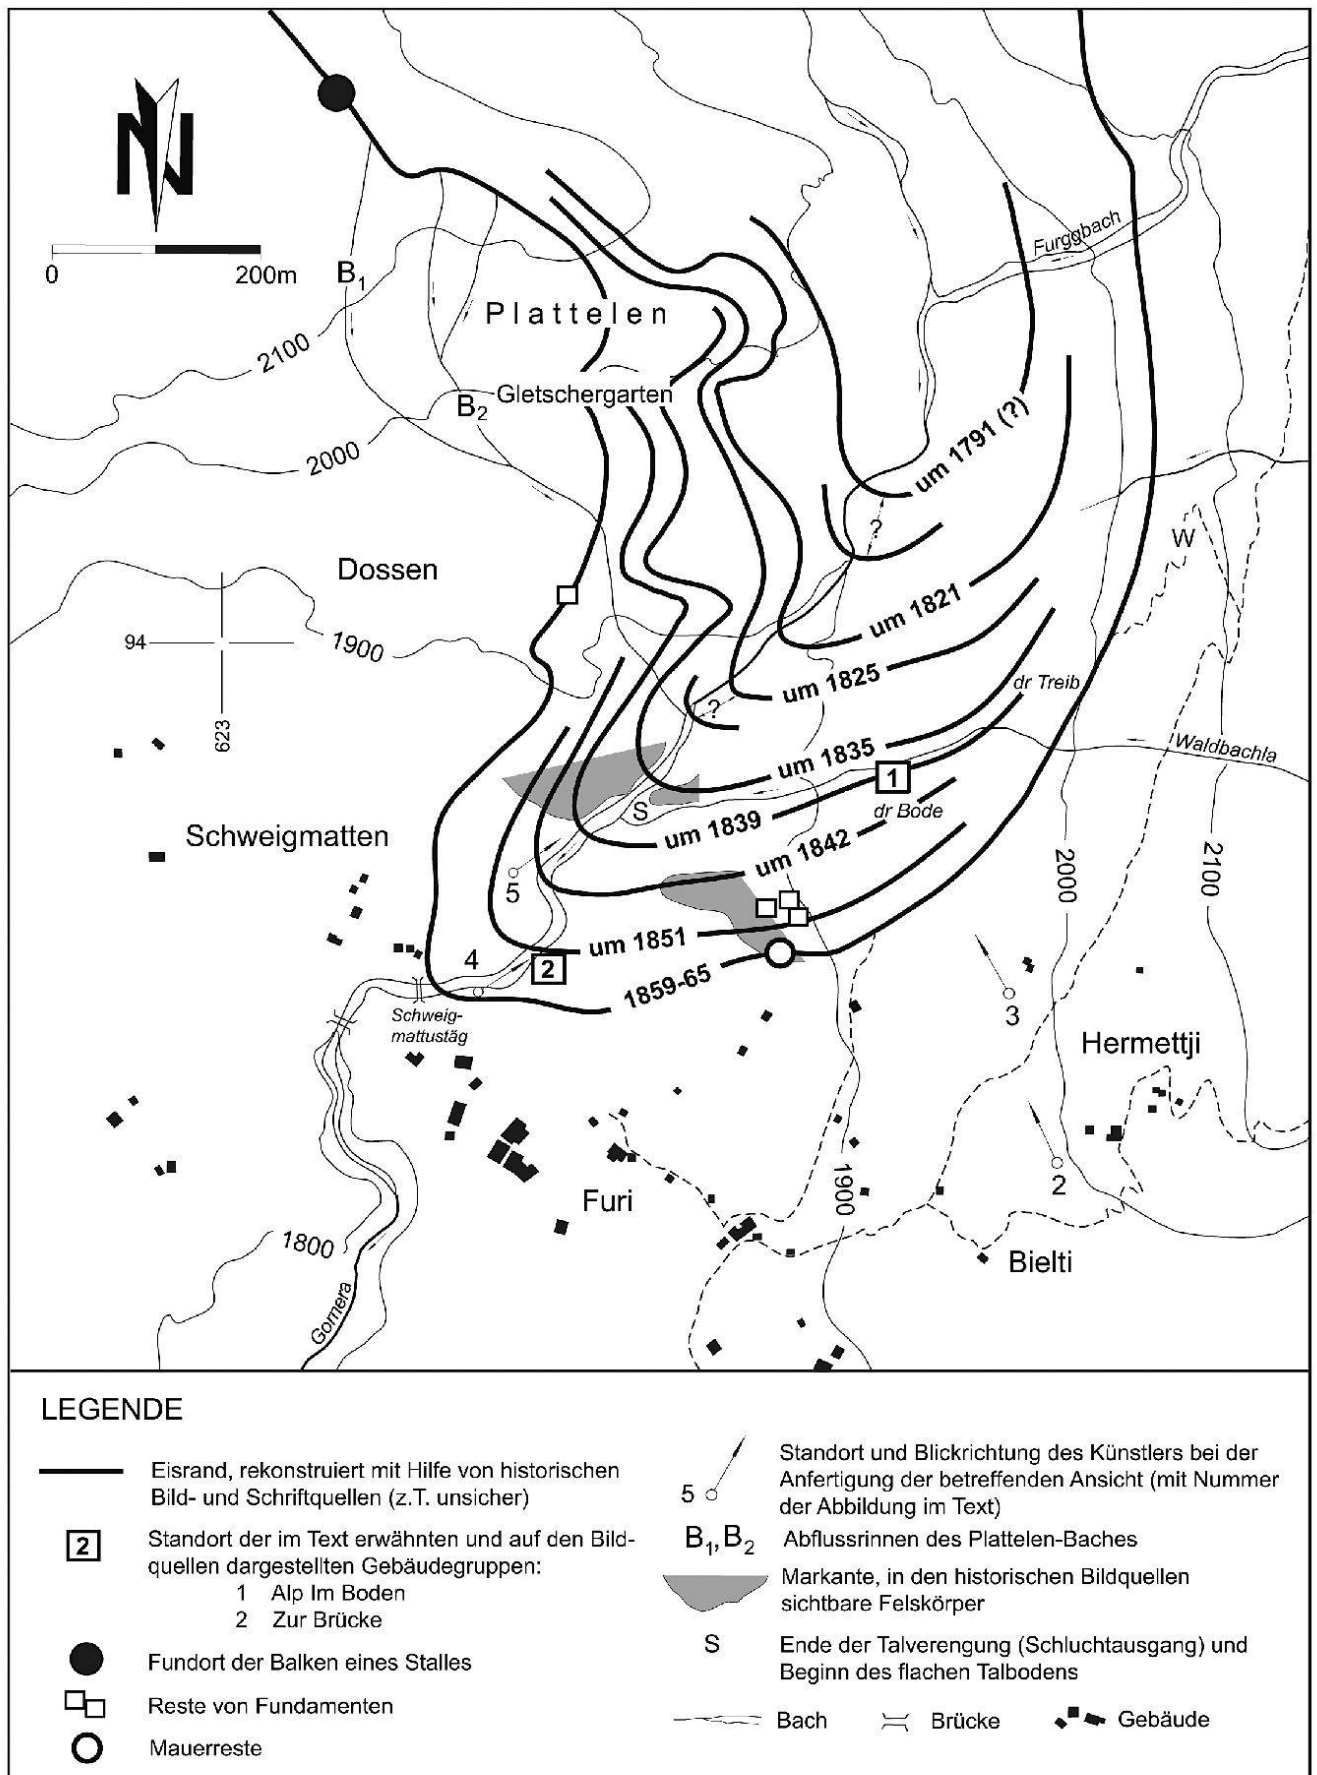 N
0
200m
B1
Plattelen
Furggbach
2100
Gletschergarten
B2
2000
um 1791 (?)
?
W
Dossen
um 1821
94
1900
um 1825
dr Treib
623
?
um 1835
Waldbachla
1
S
um 1839
dr Bode
Schweigmatten
um 1842
2000
2100
5
um 1851
4
2
1859-65
Schweig-
mattustäg
3
Hermettji
2
1900
Furi
1800
Bielti
Gornera
LEGENDE
Eisrand, rekonstruiert mit Hilfe von historischen
Bild- und Schriftquellen (z.T. unsicher)
2
Standort der im Text erwähnten und auf den Bild-
quellen dargestellten Gebäudegruppen:
1 Alp Im Boden
2 Zur Brücke
Fundort der Balken eines Stalles
Reste von Fundamenten
Mauerreste
5
Standort und Blickrichtung des Künstlers bei der
Anfertigung der betreffenden Ansicht (mit Nummer
der Abbildung im Text)
B1,B2 Abflussrinnen des Plattelen-Baches
Markante, in den historischen Bildquellen
sichtbare Felskörper
S Ende der Talverengung (Schluchtausgang) und
Beginn des flachen Talbodens
Bach Brücke Gebäude